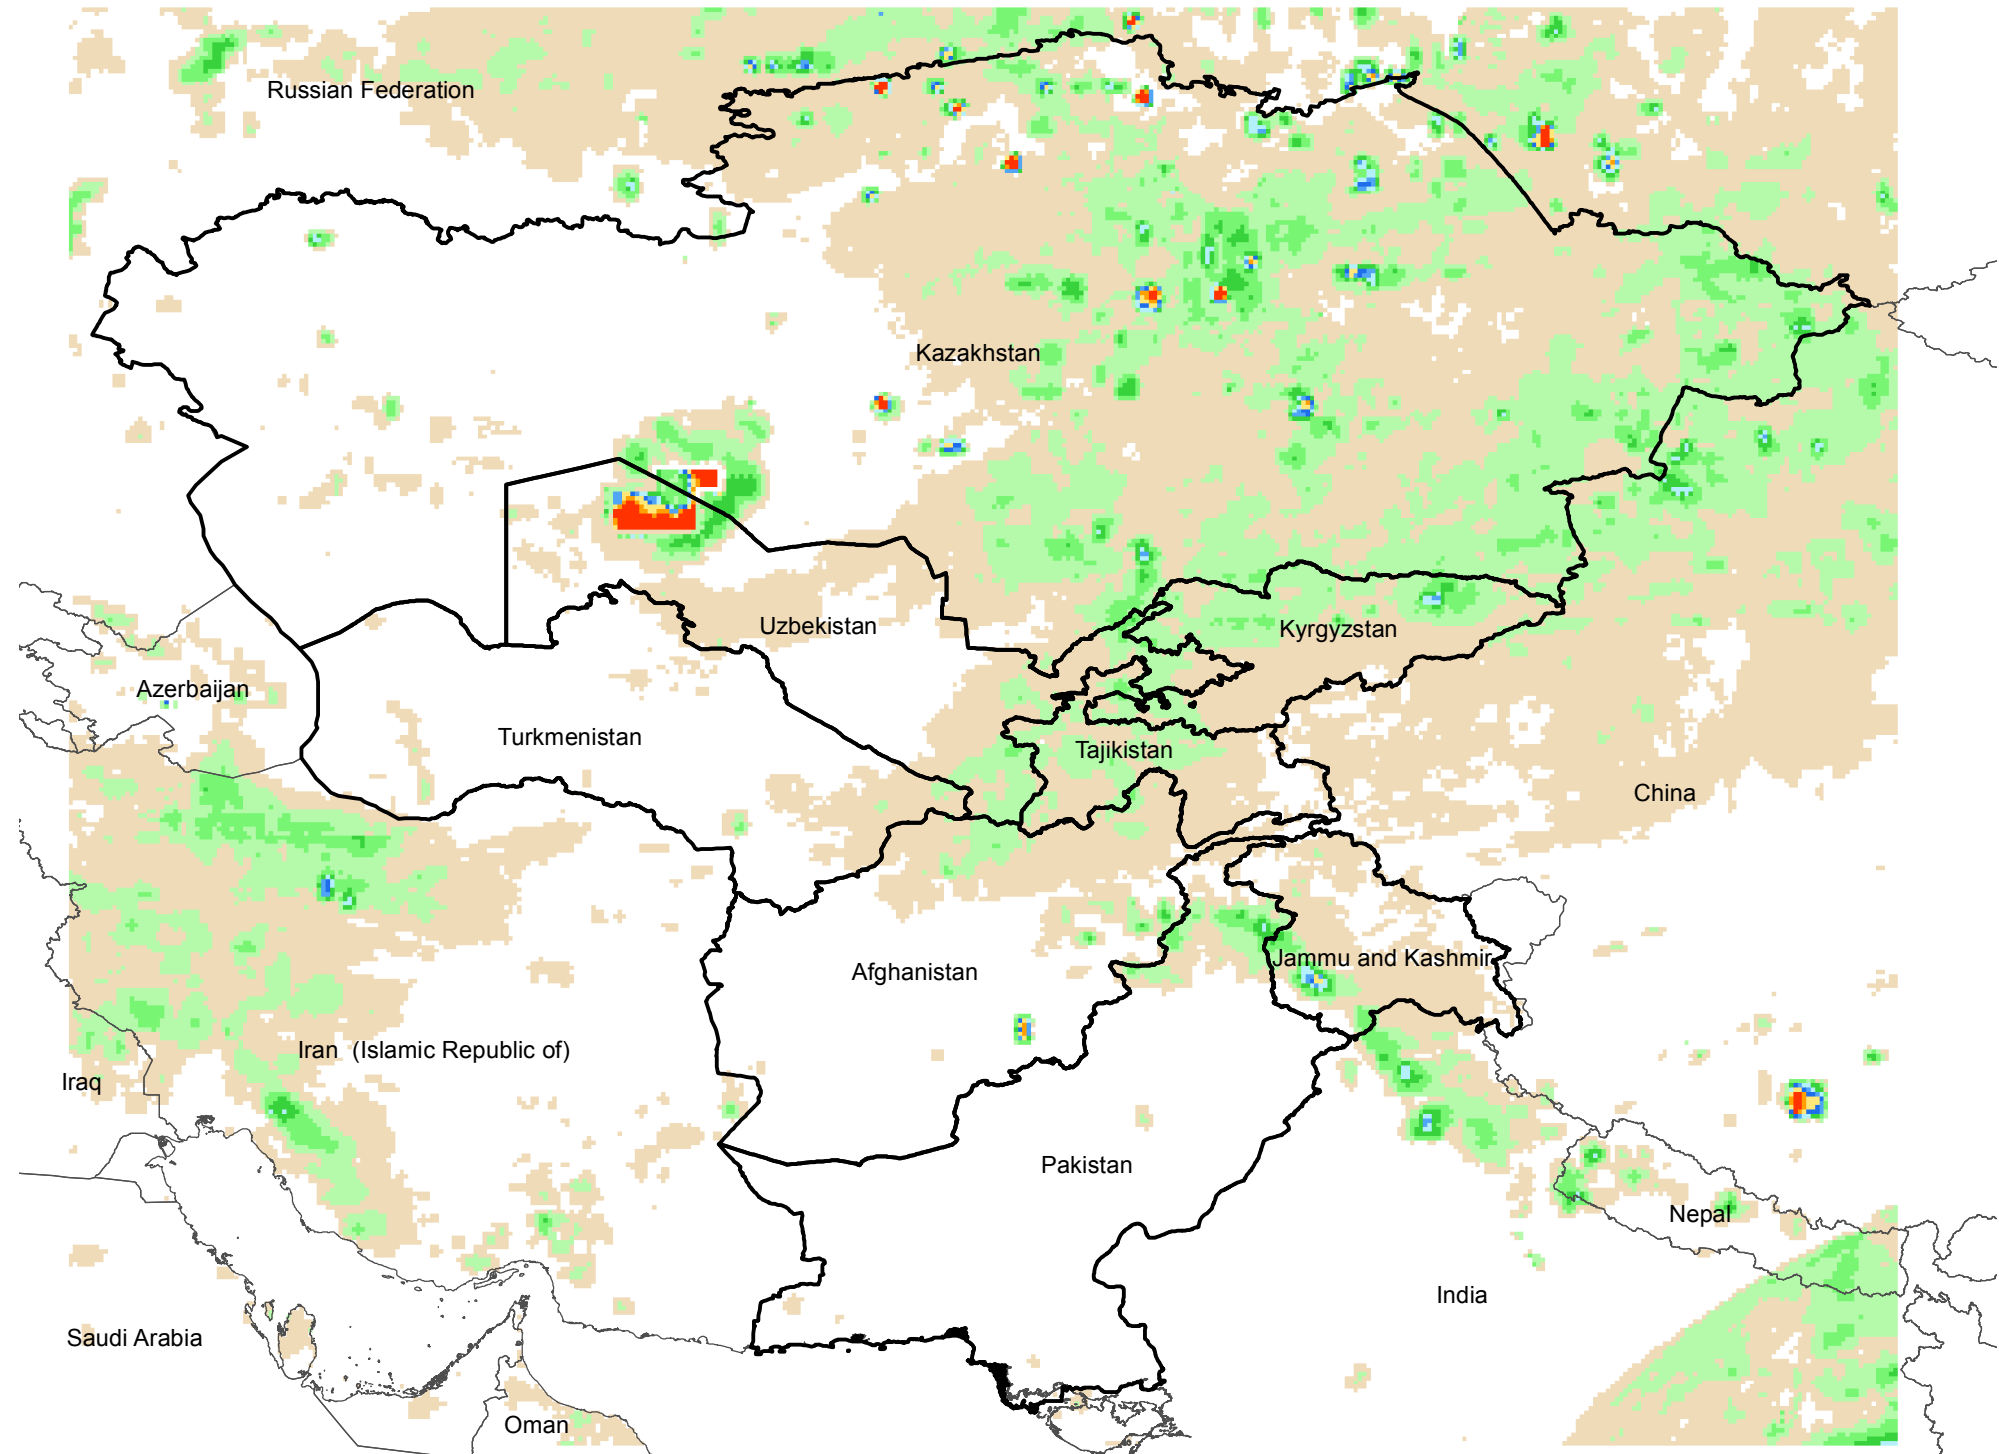 Russian Federation
Kazakhstan
Uzbekistan
Kyrgyzstan
Azerbaijan
Turkmenistan
Tajikistan
China
Jammu and Kashmir
Afghanistan
Iran  (Islamic Republic of)
Iraq
Pakistan
Nepal
India
Saudi Arabia
Oman